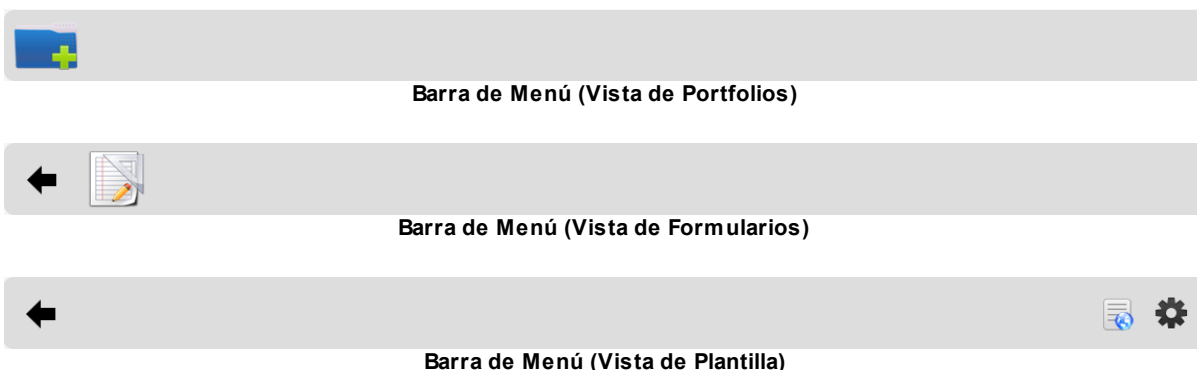 Barra de Menú (Vista de Portfolios)
Barra de Menú (Vista de Formularios)
Barra de Menú (Vista de Plantilla)